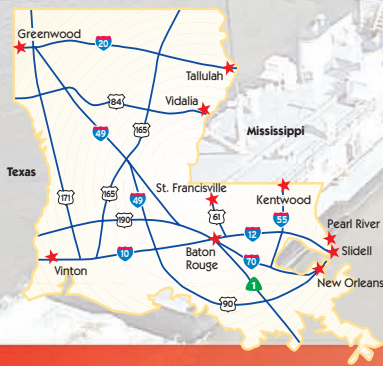 Greenwood
20
Tallulah
84
Vidalia
165
49
Mississippi
Texas
171
165
49
St. Francisville
61
Kentwood
55
190
Pearl River
12
Slidell
10
Baton
Rouge
70
Vinton
New Orleans
1
90